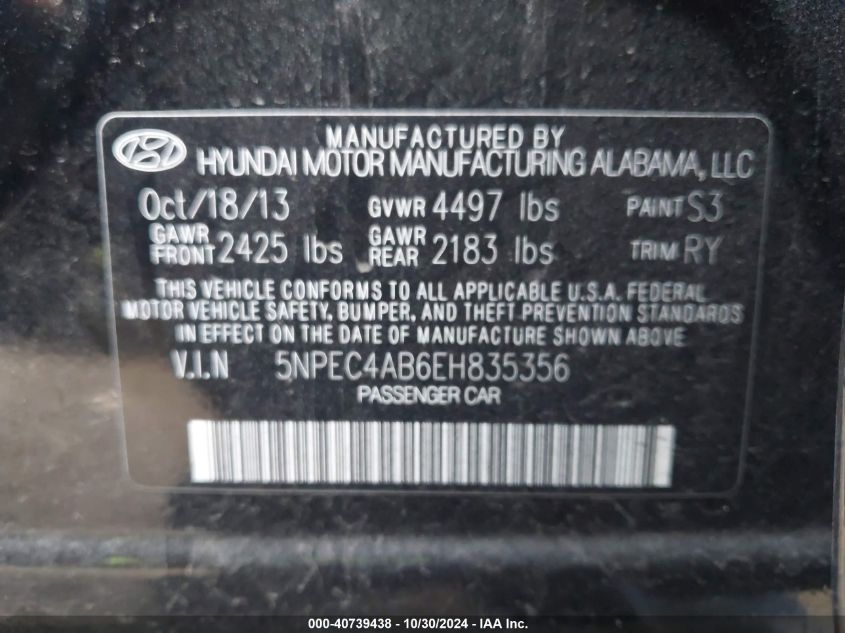 MANUFACTURED BY
HYUNDAI MOTOR MANUFACTURING ALABAMA, LLC
Oct/18/13 GVWR 4497 lbs PAINT S3
GAWR FRONT 2425 lbs GAWR REAR 2183 lbs TRIM RY
THIS VEHICLE CONFORMS TO ALL APPLICABLE U.S.A. FEDERAL
MOTOR VEHICLE SAFETY, BUMPER, AND THEFT PREVENTION STANDARDS
IN EFFECT ON THE DATE OF MANUFACTURE SHOWN ABOVE
V.I.N 5NPEC4AB6EH835356
PASSENGER CAR
000-40739438 - 10/30/2024 - IAA Inc.